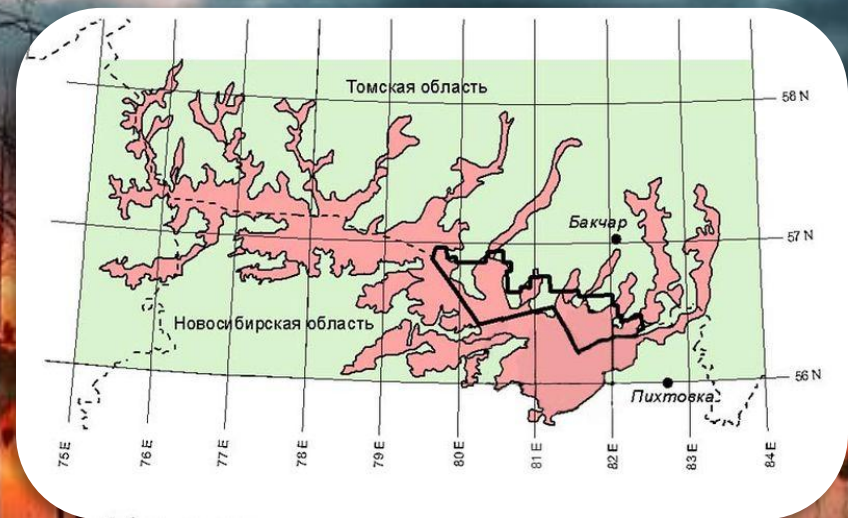 Томская область
58 N
Бакчар
57 N
Новосибирская область
56 N
Пихтовка
75 E
76 E
77 E
78 E
79 E
80 E
81 E
82 E
83 E
84 E